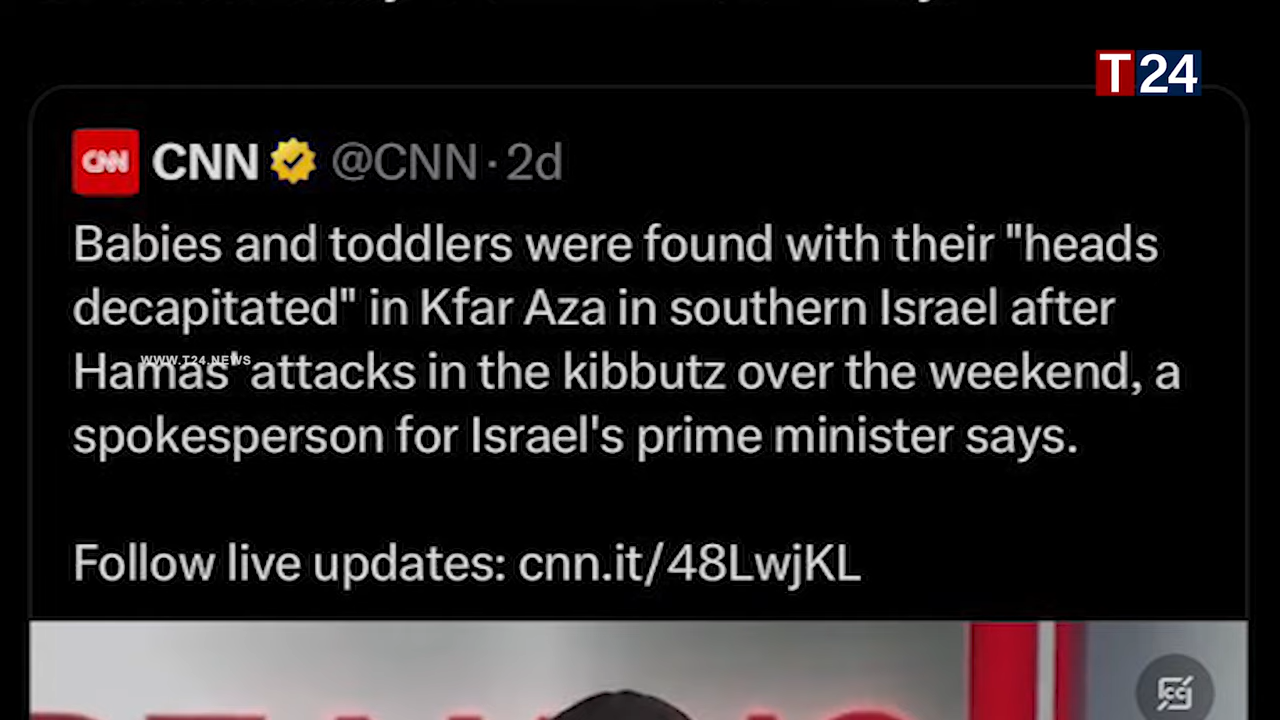 T24
CNN CNN @CNN · 2d
Babies and toddlers were found with their "heads
decapitated" in Kfar Aza in southern Israel after
WWW.T24.NEWS
Hamas' attacks in the kibbutz over the weekend, a
spokesperson for Israel's prime minister says.
Follow live updates: cnn.it/48LwjKL
CC